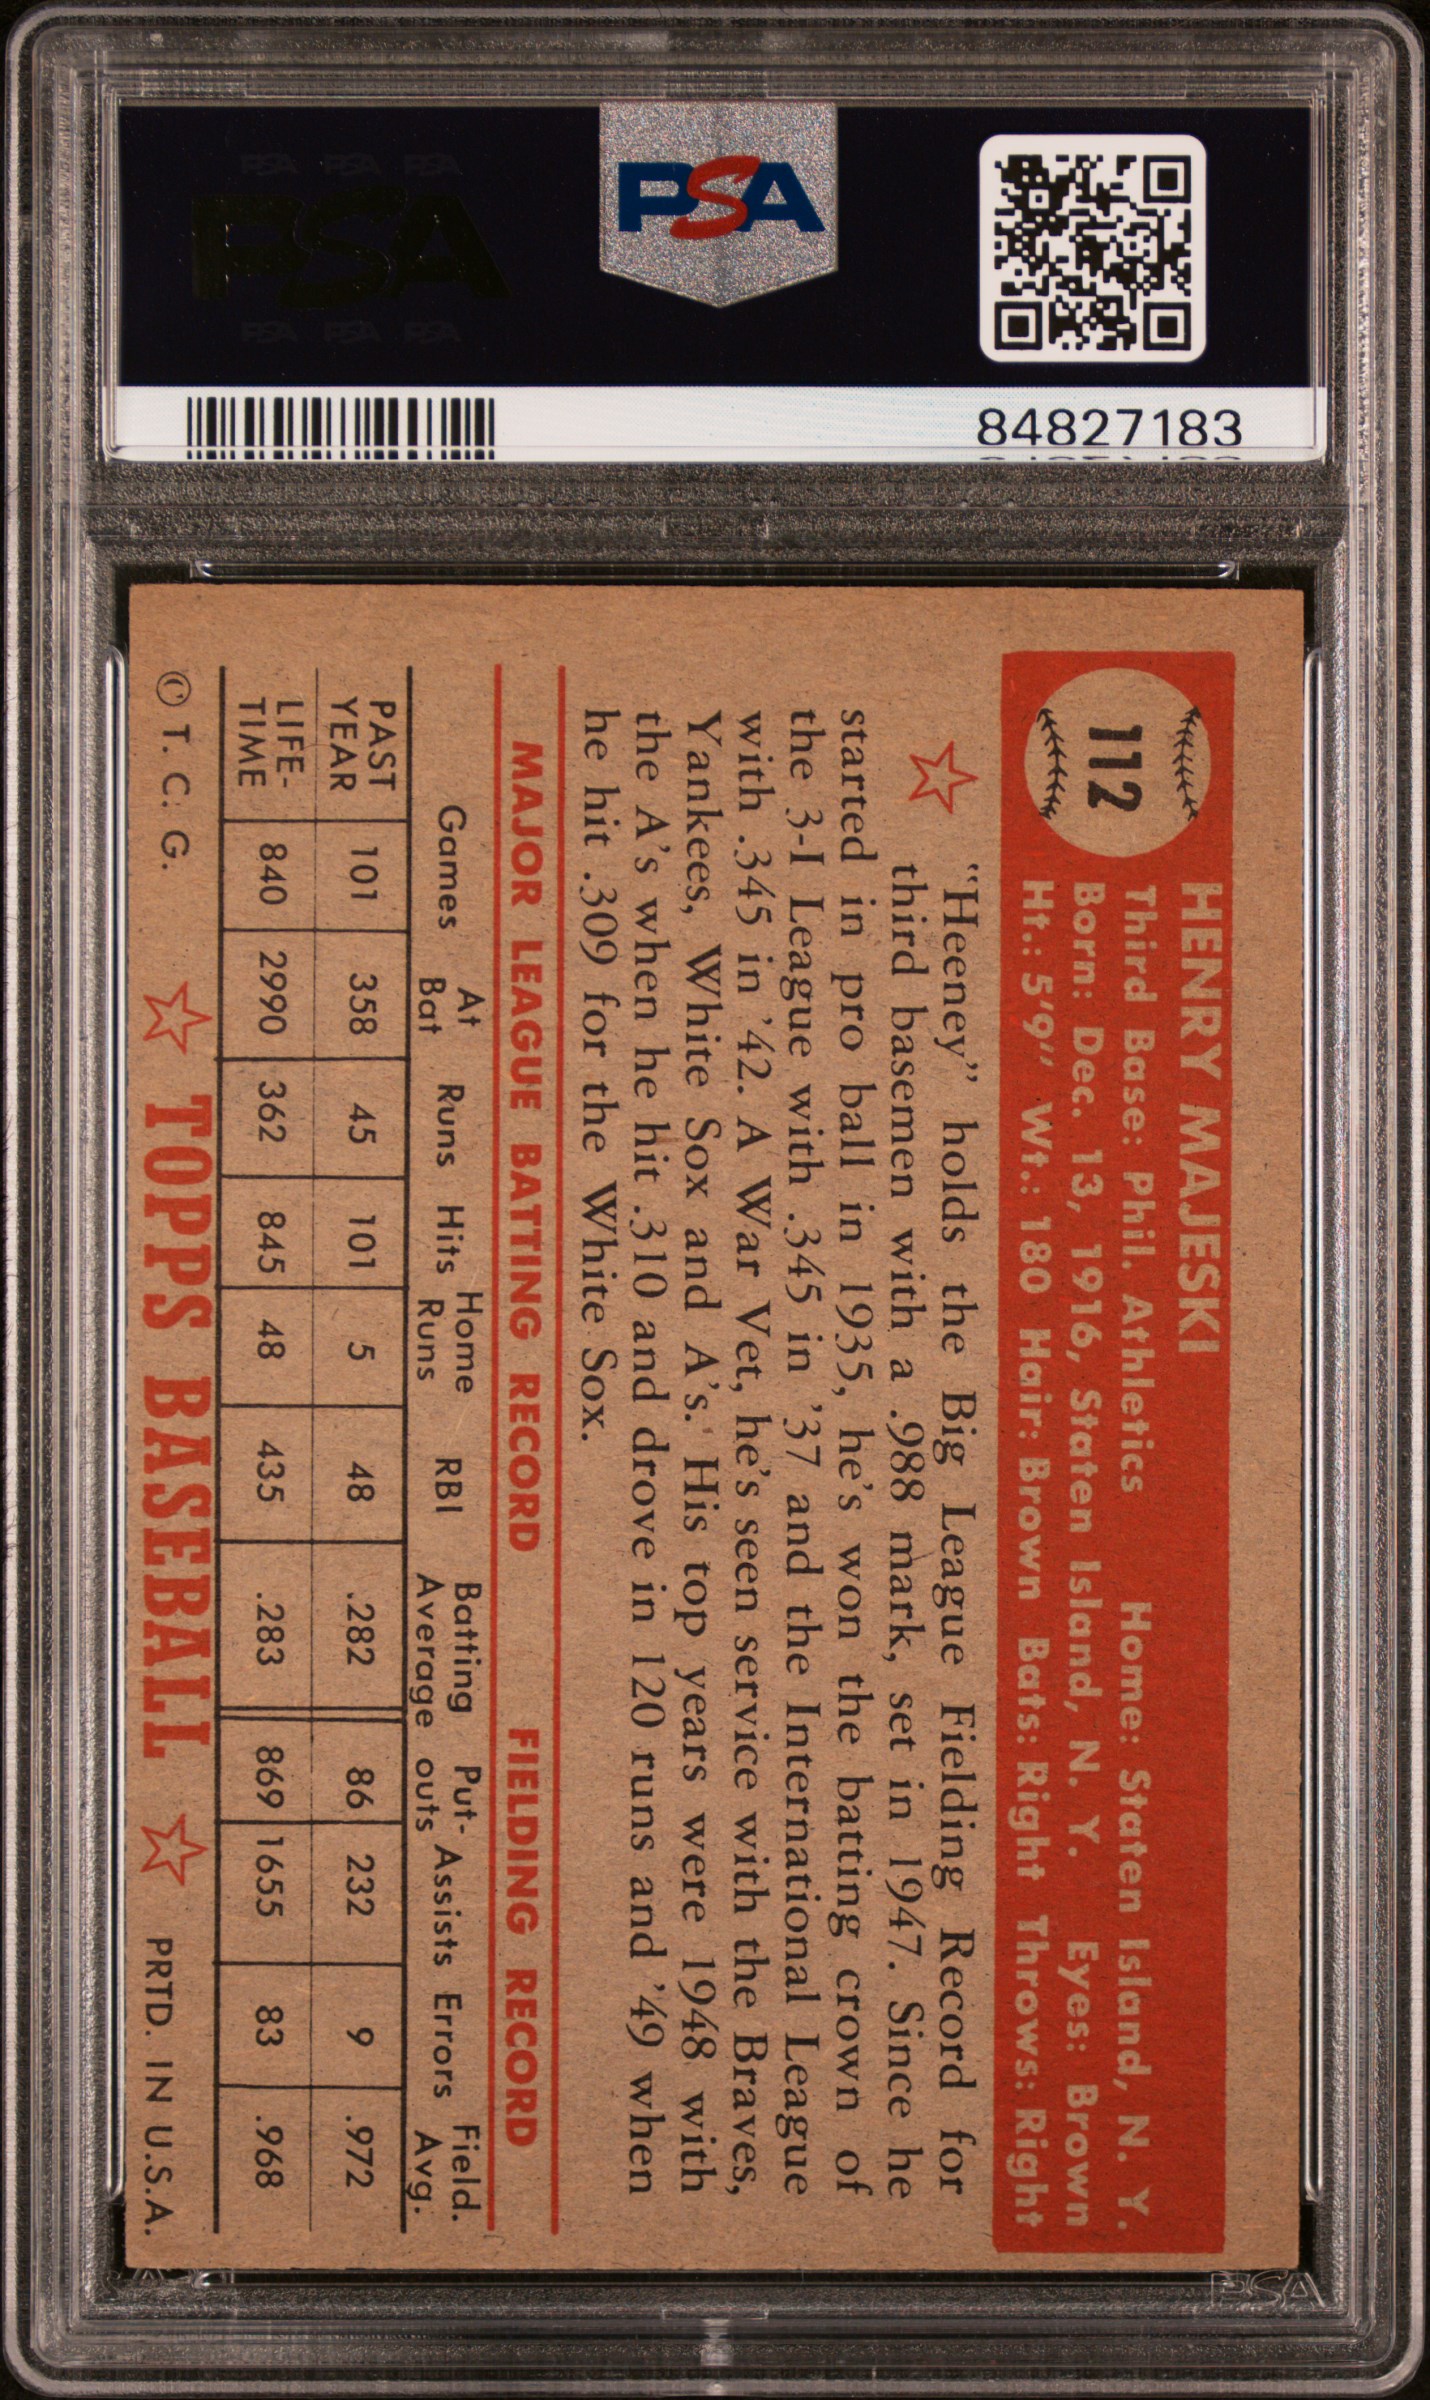 PSA PSA PSA
PSA
PSA PSA PSA
PSA
84827183
112
HENRY MAJESKI
Third Base: Phil. Athletics Home: Staten Island, N. Y.
Born: Dec. 13, 1916, Staten Island, N. Y. Eyes: Brown
Ht.: 5'9" Wt.: 180 Hair: Brown Bats: Right Throws: Right
"Heeney" holds the Big League Fielding Record for
third basemen with a .988 mark, set in 1947. Since he
started in pro ball in 1935, he's won the batting crown of
the 3-I League with .345 in '37 and the International League
with .345 in '42. A War Vet, he's seen service with the Braves,
Yankees, White Sox and A's. His top years were 1948 with
the A's when he hit .310 and drove in 120 runs and '49 when
he hit .309 for the White Sox.
MAJOR LEAGUE BATTING RECORD FIELDING RECORD
Games At Bat Runs Hits Home Runs RBI Batting Average Put-outs Assists Errors Field. Avg.
PAST YEAR 101 358 45 101 5 48 .282 86 232 9 .972
LIFE-TIME 840 2990 362 845 48 435 .283 869 1655 83 .968
© T. C. G. TOPPS BASEBALL PRTD. IN U.S.A.
PSA